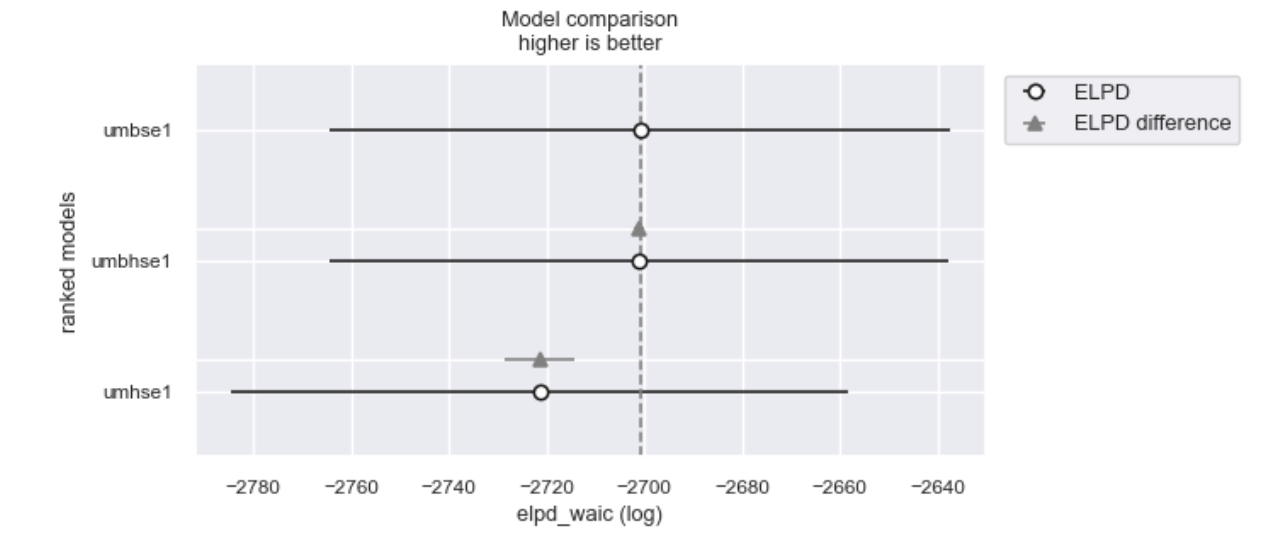 Model comparison
higher is better
ELPD
ELPD difference
umbse1
umbhse1
umhse1
ranked models
−2780 −2760 −2740 −2720 −2700 −2680 −2660 −2640
elpd_waic (log)